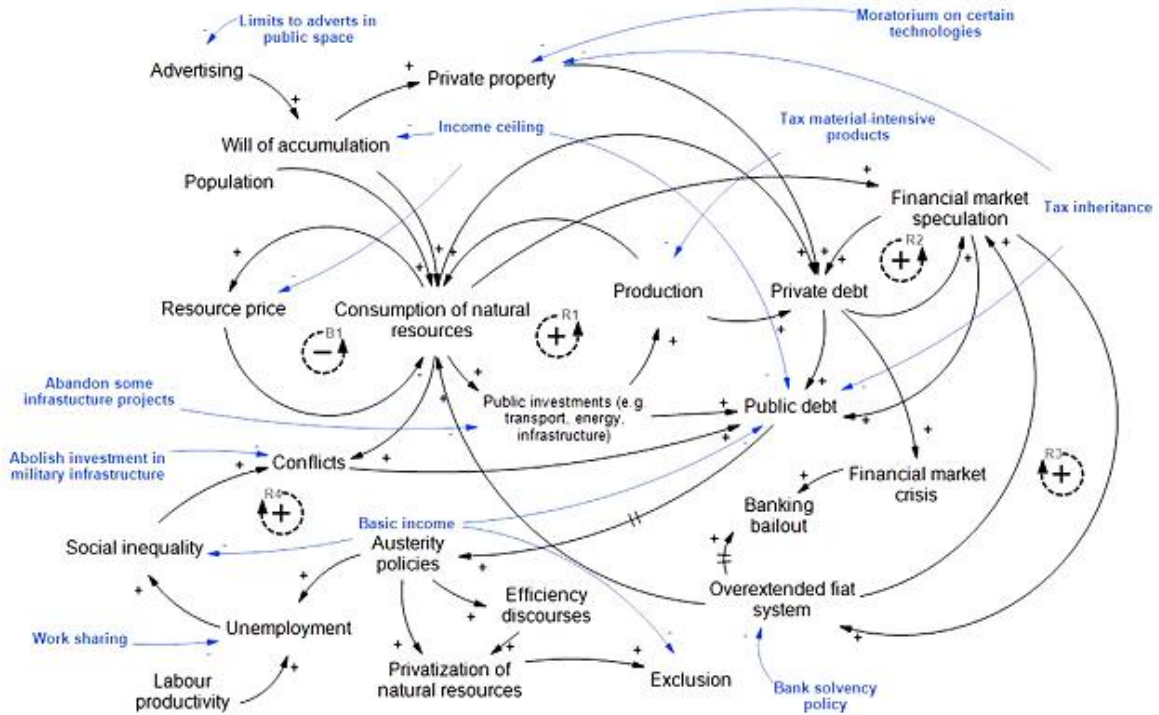 Limits to adverts in
public space
Moratorium on certain
technologies
Advertising
Private property
Will of accumulation
Income ceiling
Tax material-intensive
products
Population
Financial market
speculation
Tax inheritance
R2
Resource price
Consumption of natural
resources
Production
Private debt
B1
R1
Abandon some
infrastucture projects
Public investments (e.g
transport, energy,
infrastructure)
Public debt
Abolish investment in
military infrastructure
Conflicts
Financial market
crisis
R3
R4
Banking
bailout
Basic income
Social inequality
Austerity
policies
Efficiency
discourses
Overextended fiat
system
Work sharing
Unemployment
Privatization of
natural resources
Exclusion
Labour
productivity
Bank solvency
policy